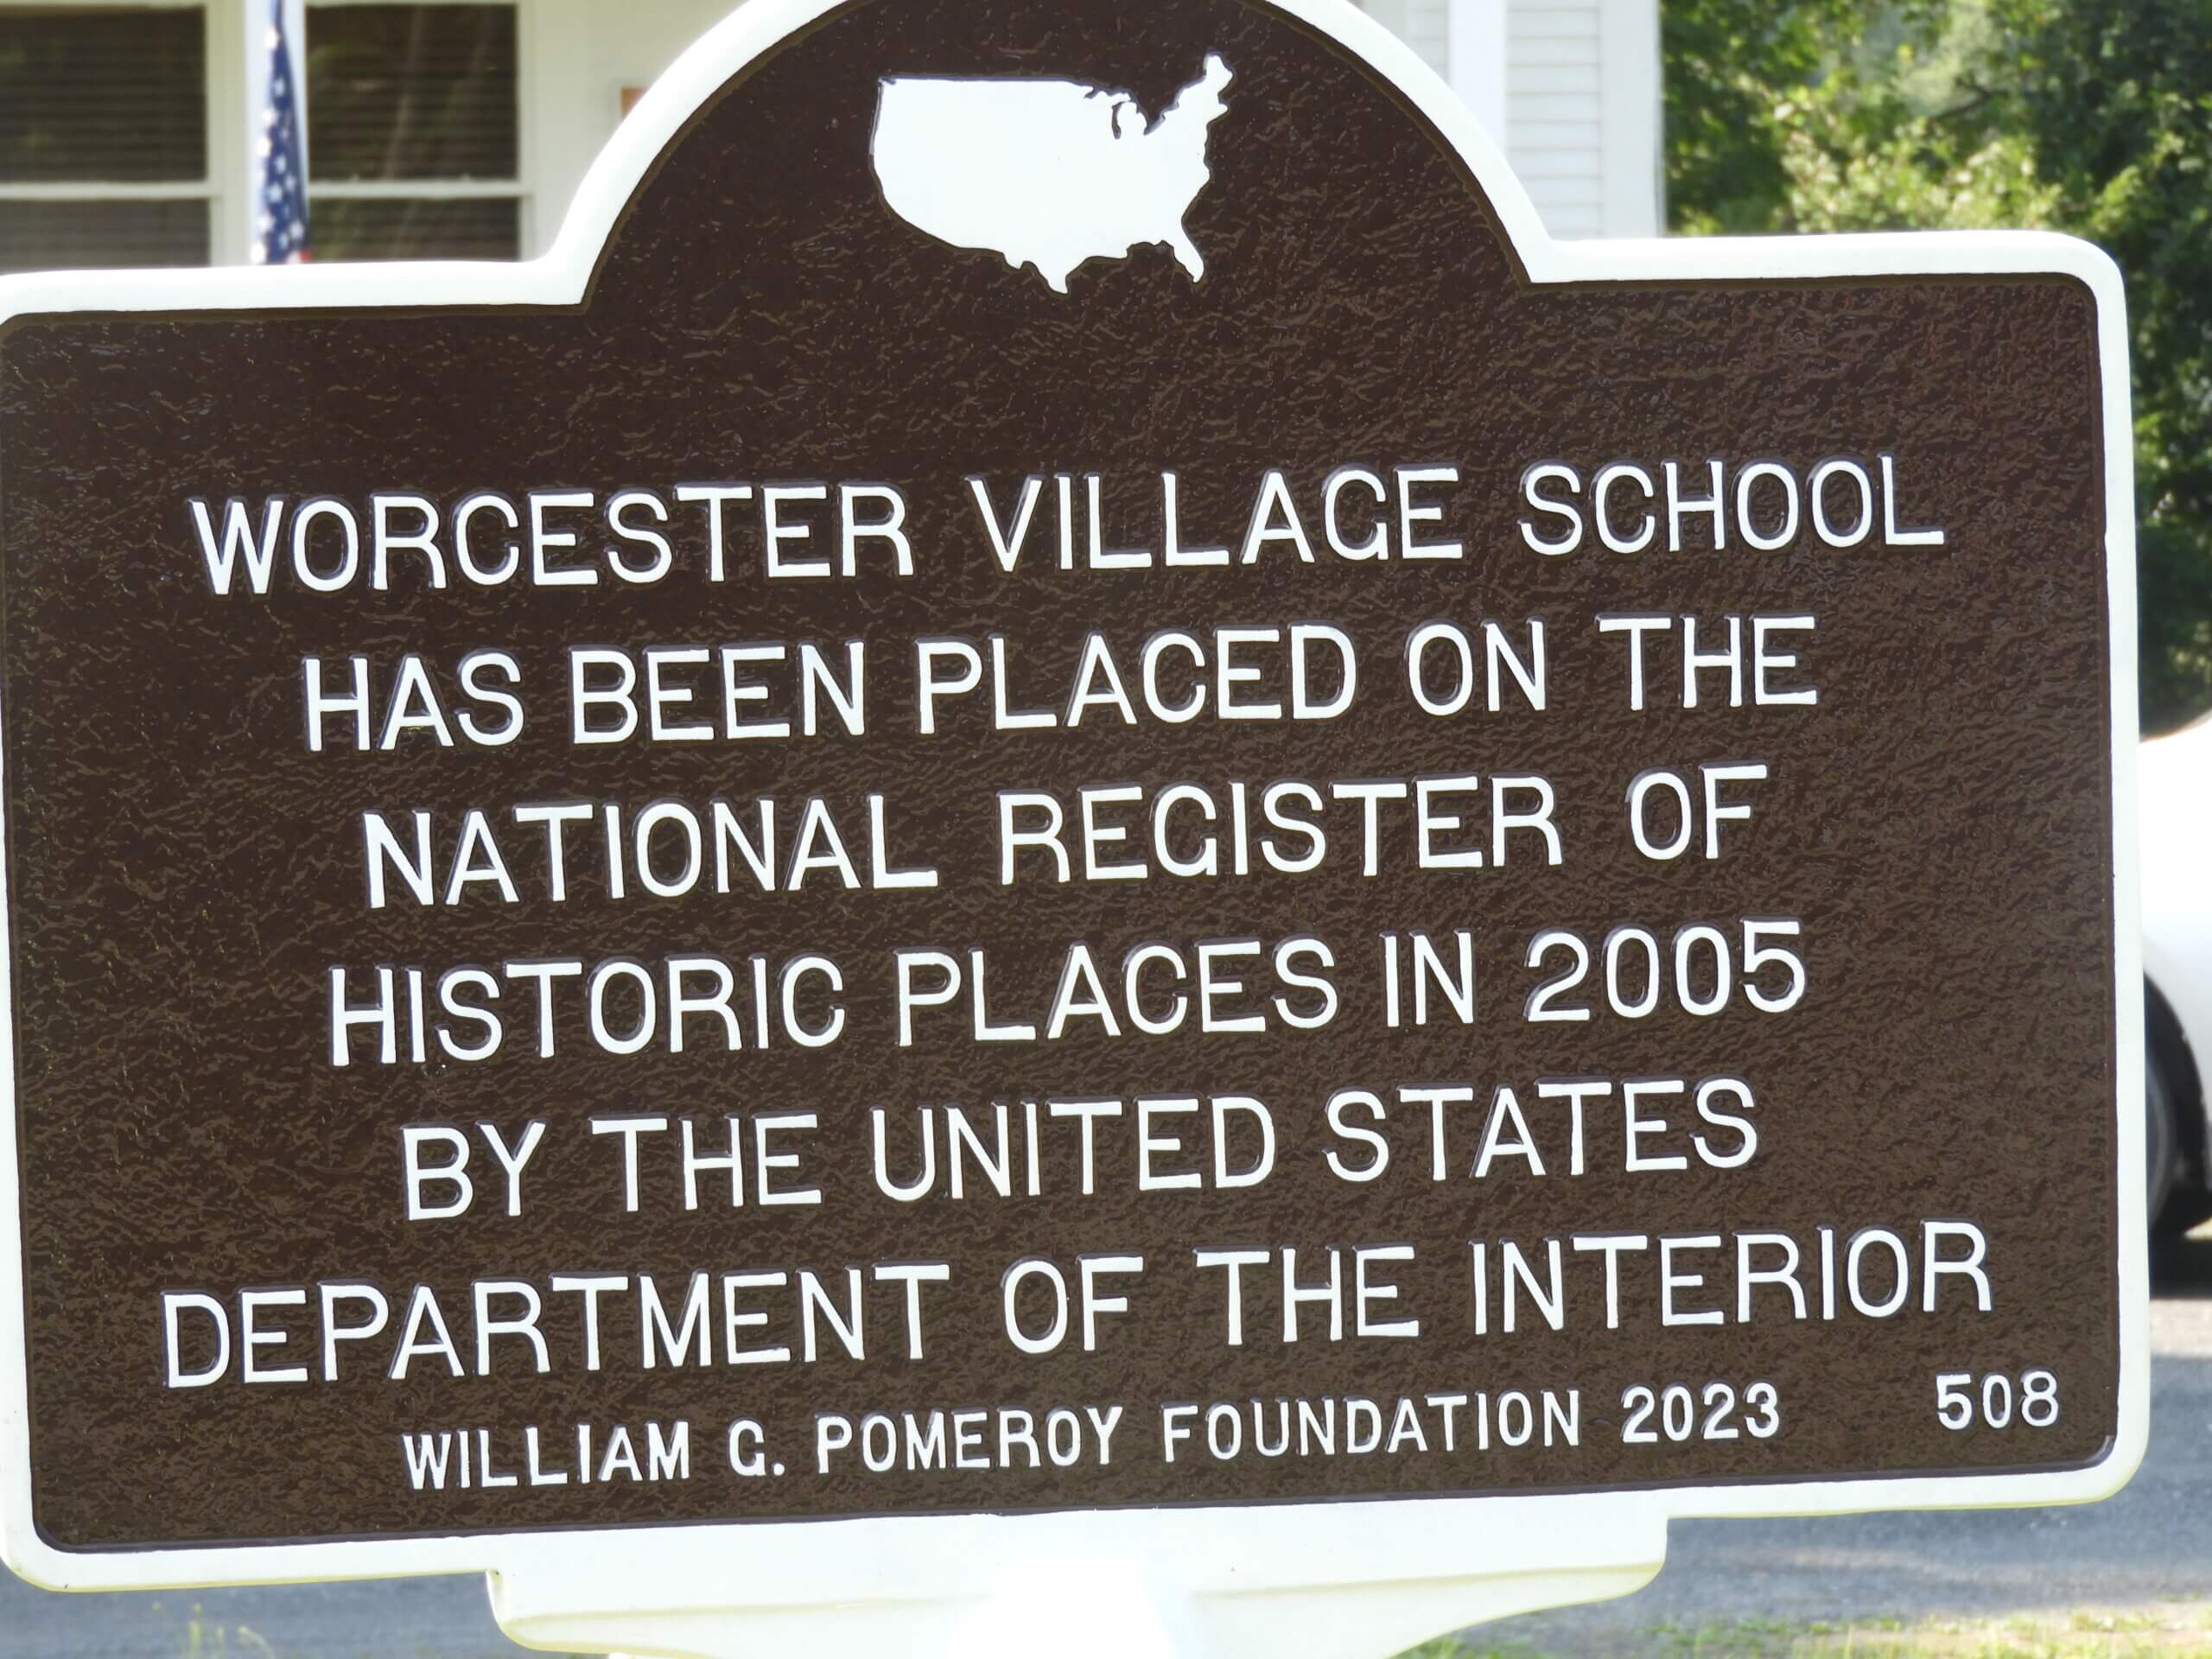 WORCESTER VILLAGE SCHOOL
HAS BEEN PLACED ON THE
NATIONAL REGISTER OF
HISTORIC PLACES IN 2005
BY THE UNITED STATES
DEPARTMENT OF THE INTERIOR
WILLIAM G. POMEROY FOUNDATION 2023 508